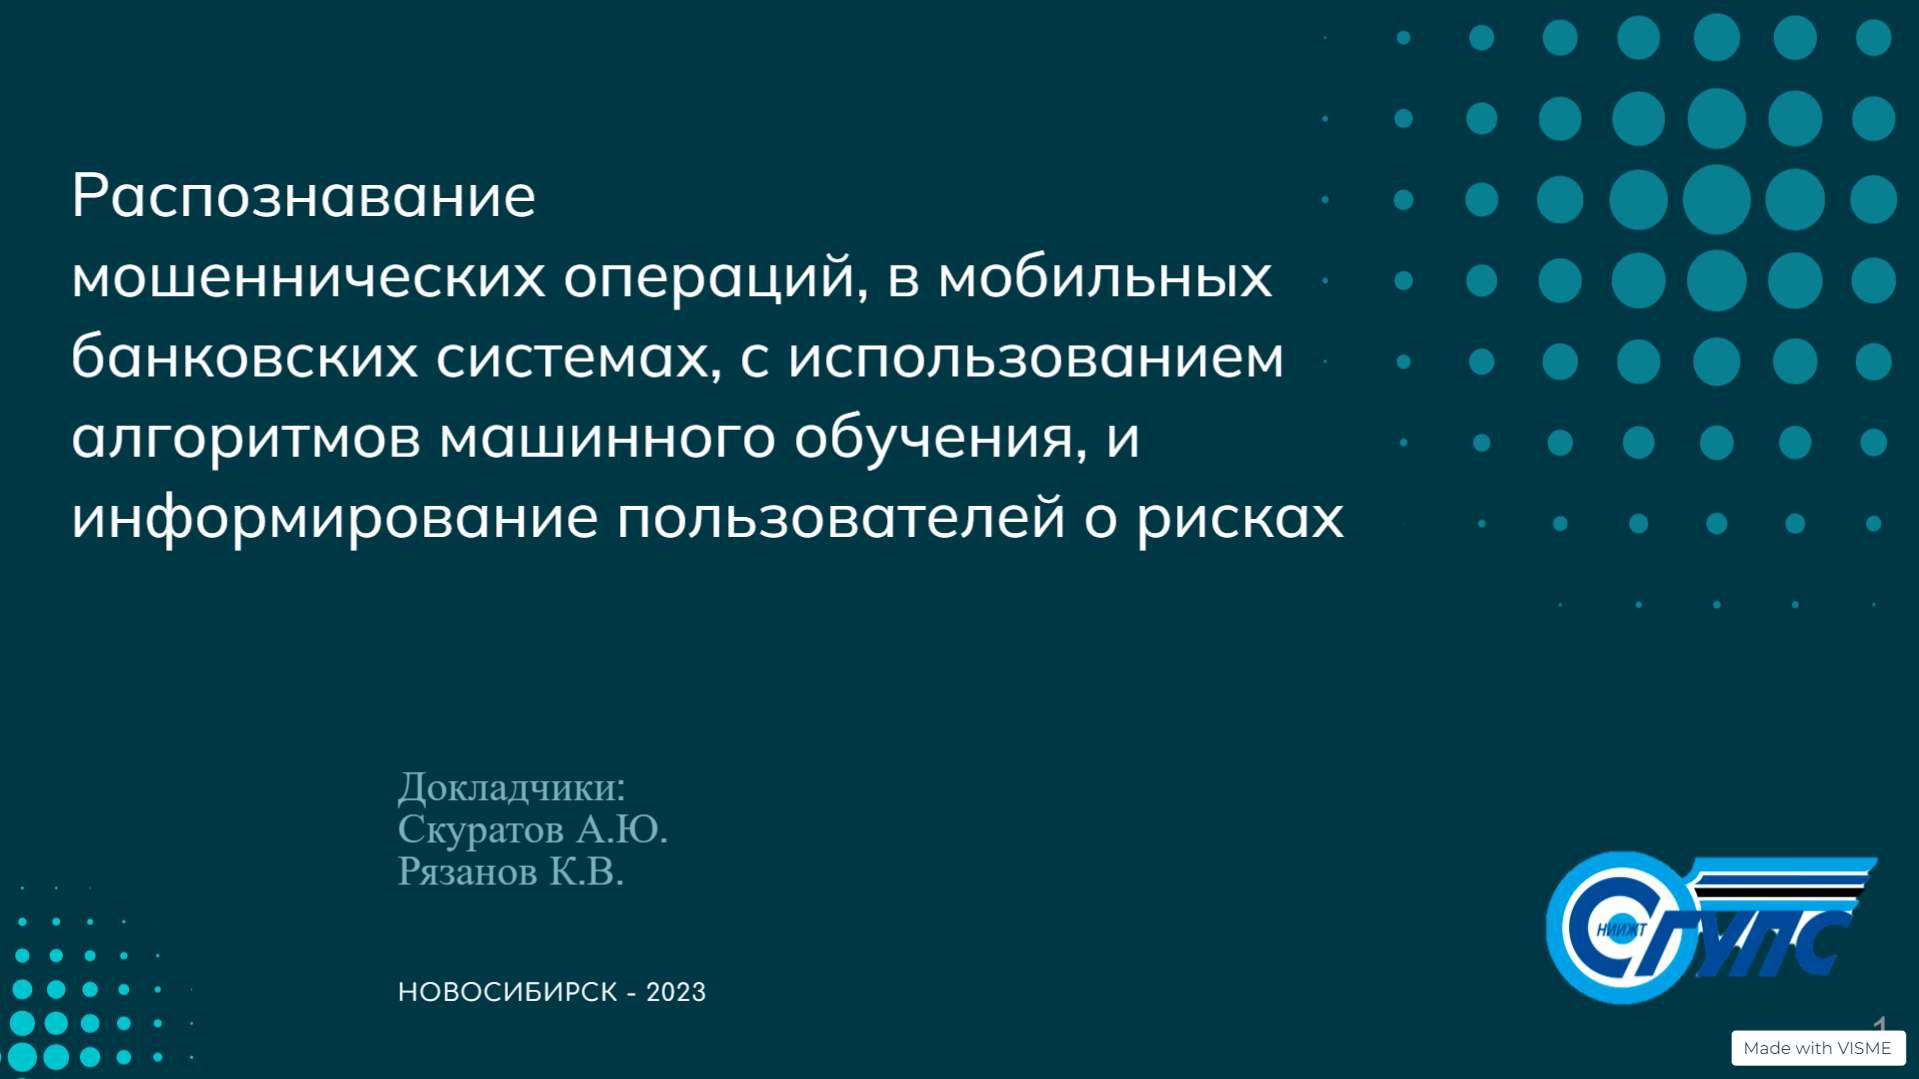 Распознавание
мошеннических операций, в мобильных
банковских системах, с использованием
алгоритмов машинного обучения, и
информирование пользователей о рисках
Докладчики:
Скуратов А.Ю.
Рязанов К.В.
НИИЖТ
СГУПС
НОВОСИБИРСК - 2023
1
Made with VISME